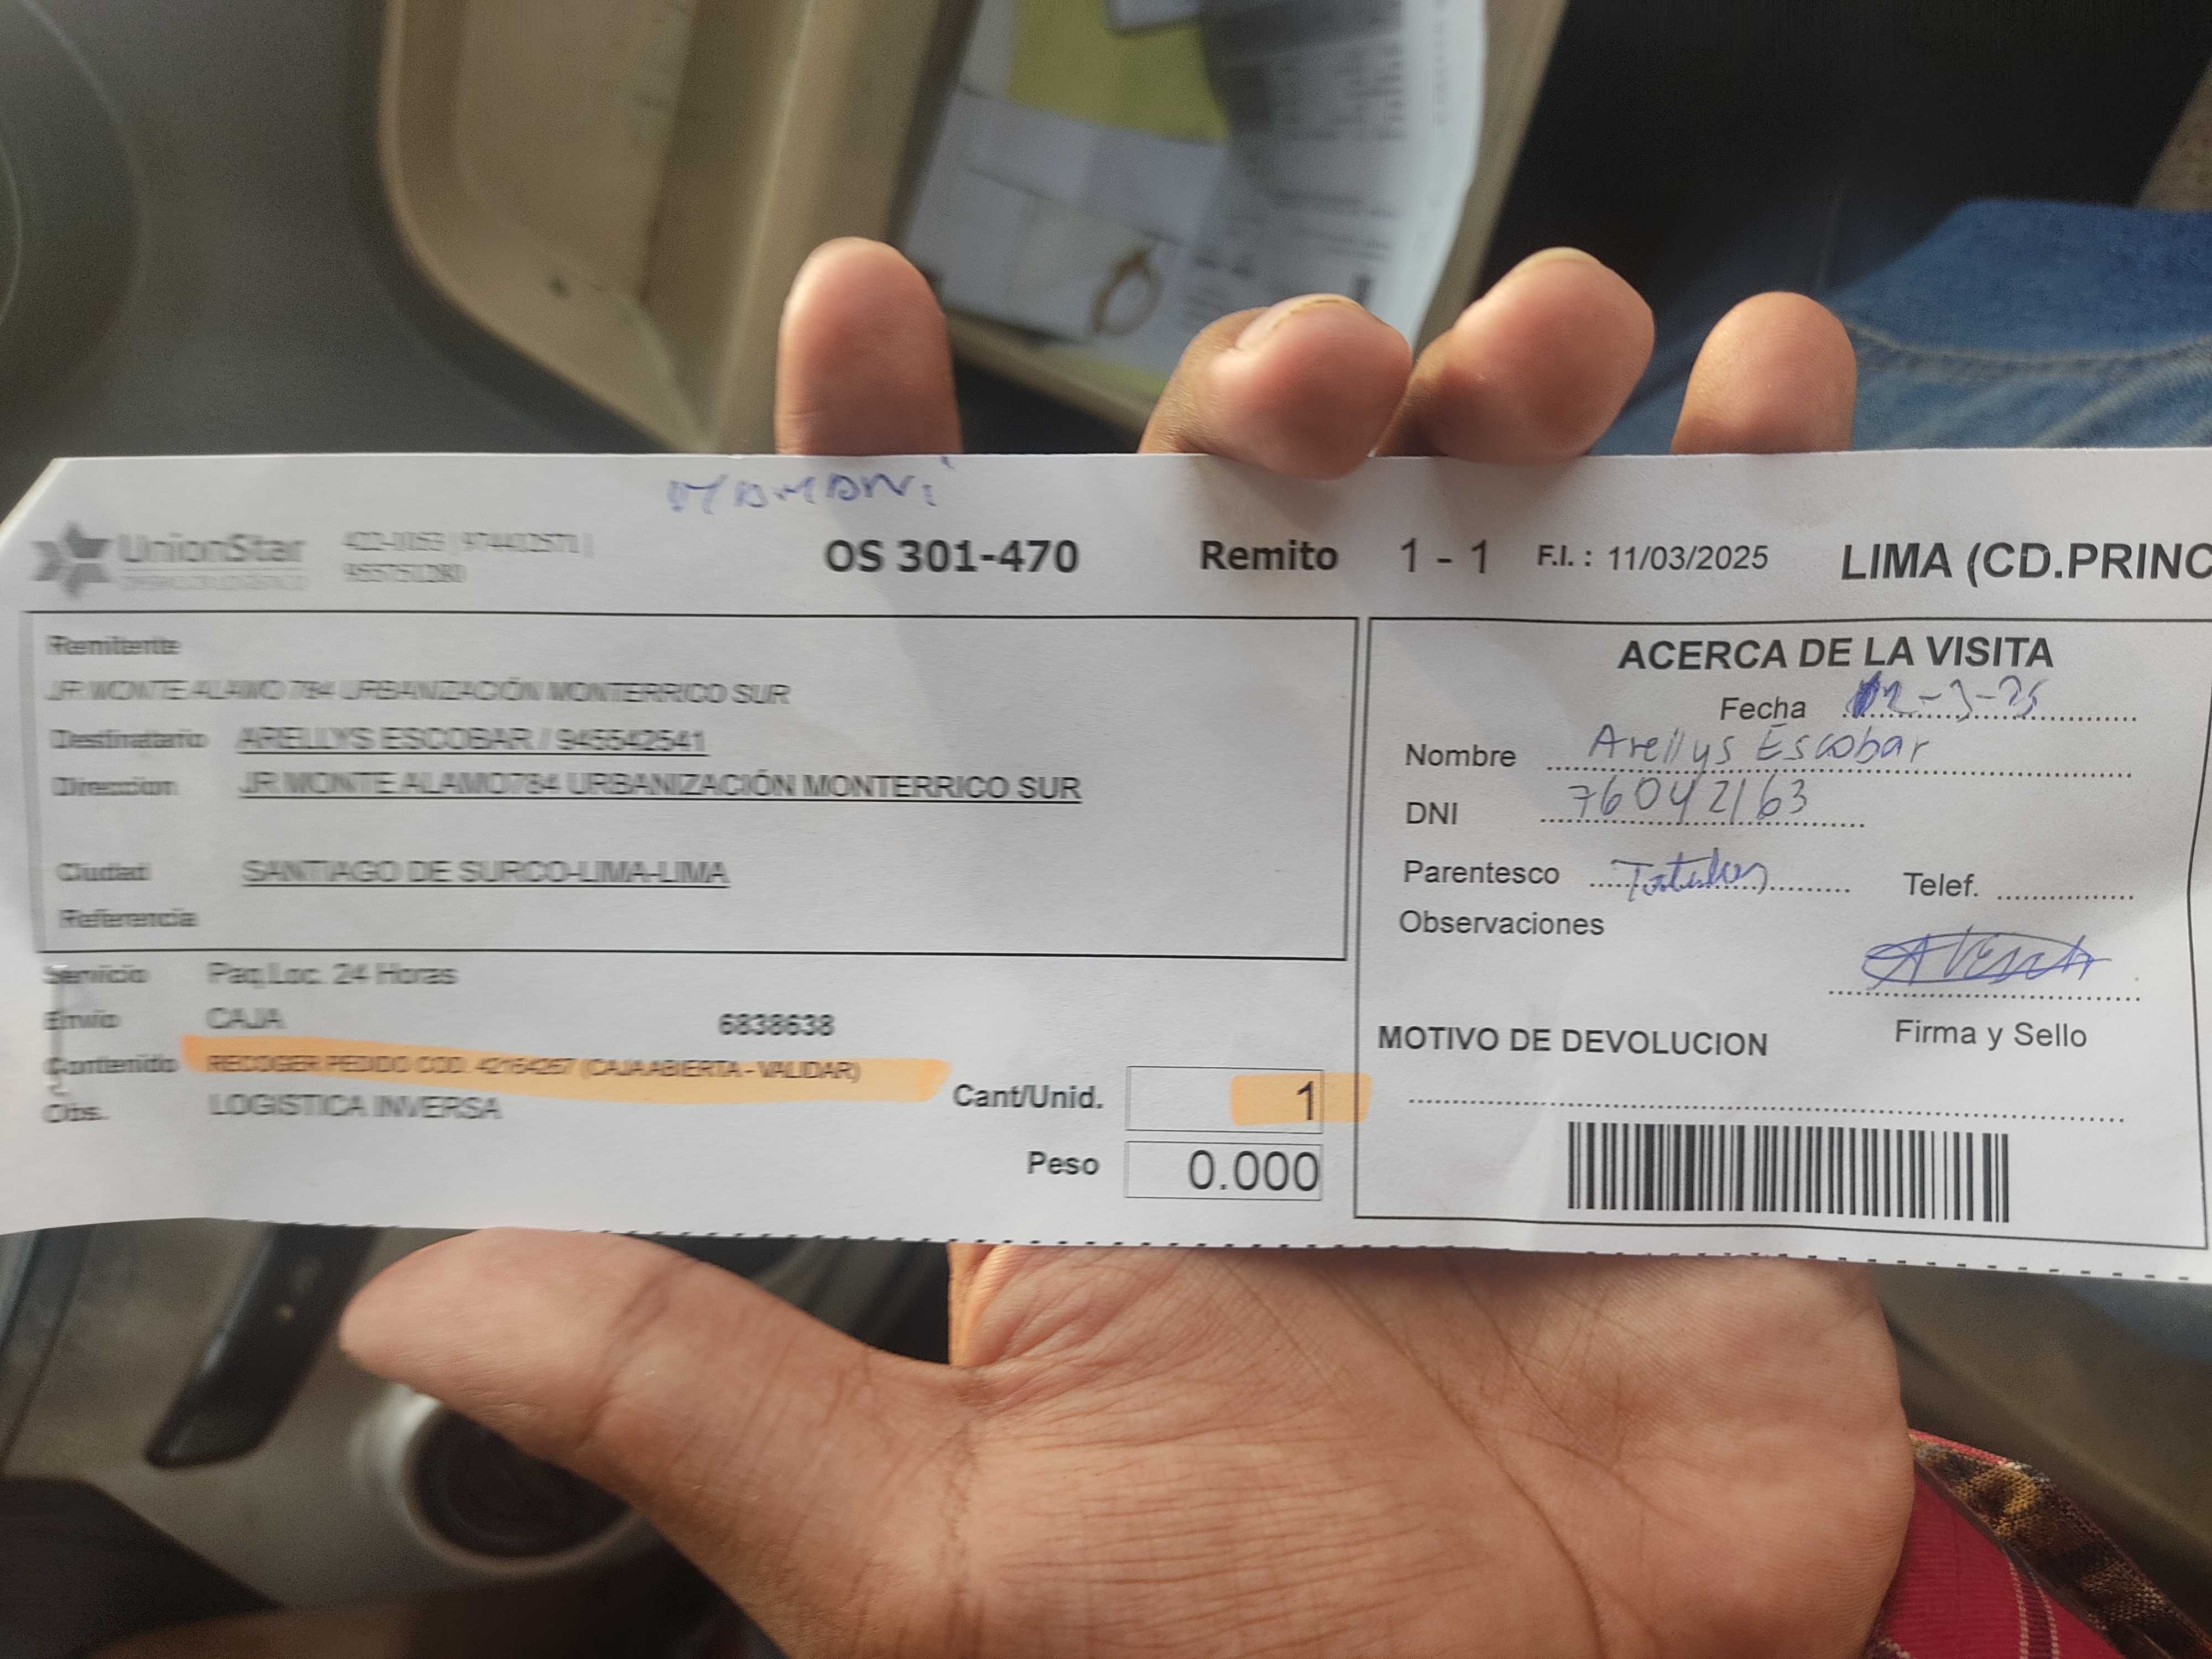 MAMANI
UnionStar
OS 301-470 Remito 1 - 1 F.I. : 11/03/2025 LIMA (CD.PRINC
Remitente
JR MONTE ALAMO 784 URBANIZACIÓN MONTERRICO SUR
Destinatario ARELLYS ESCOBAR / 945542541
Direccion JR MONTE ALAMO784 URBANIZACIÓN MONTERRICO SUR
Ciudad SANTIAGO DE SURCO-LIMA-LIMA
Referencia
Servicio Paq.Loc. 24 Horas
Envio CAJA 6838638
Contenido RECOGER PEDIDO COD. 42164267 (CAJA ABIERTA - VALIDAR)
Obs. LOGISTICA INVERSA
Cant/Unid. 1
Peso 0.000
ACERCA DE LA VISITA
Fecha 12-3-25
Nombre Arellys Escobar
DNI 76042163
Parentesco
Telef.
Observaciones
Firma y Sello
MOTIVO DE DEVOLUCION